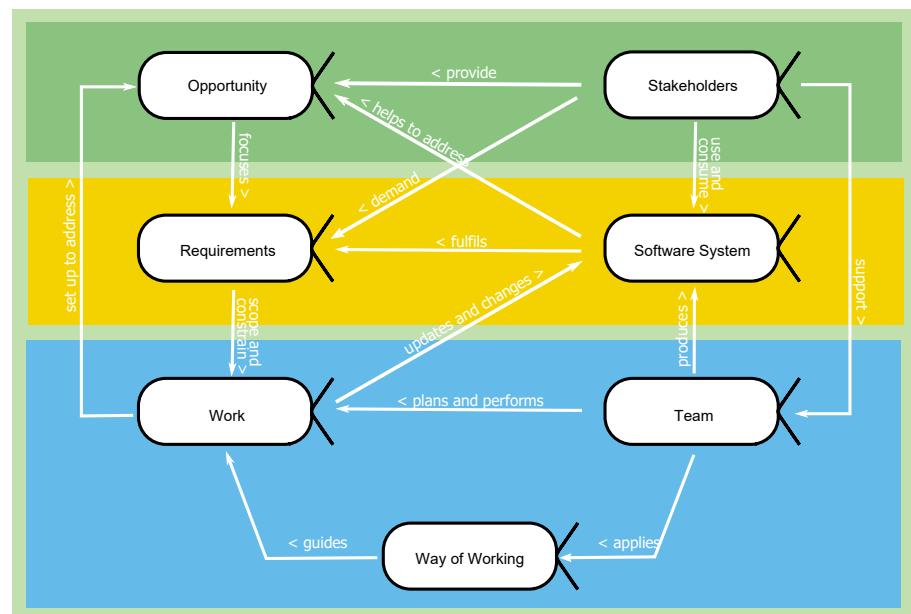 Opportunity
< provide
Stakeholders
< helps to address
focuses >
use and
consume >
< demand
set up to address >
Requirements
< fulfils
Software System
support >
updates and changes >
scope and
constrain >
produces >
Work
< plans and performs
Team
< guides
Way of Working
< applies